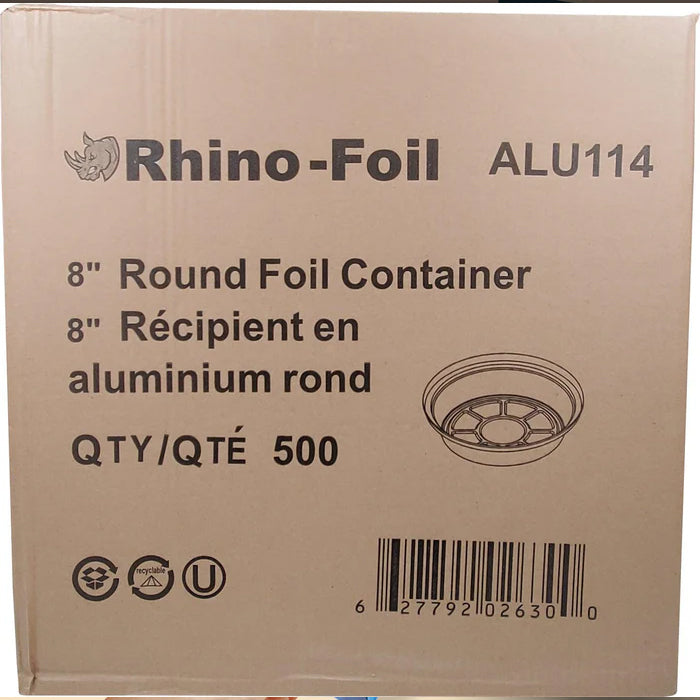 Rhino-Foil ALU114
8" Round Foil Container
8" Récipient en
aluminium rond
QTY/QTÉ 500
recyclable
U
6 27792 02630 0